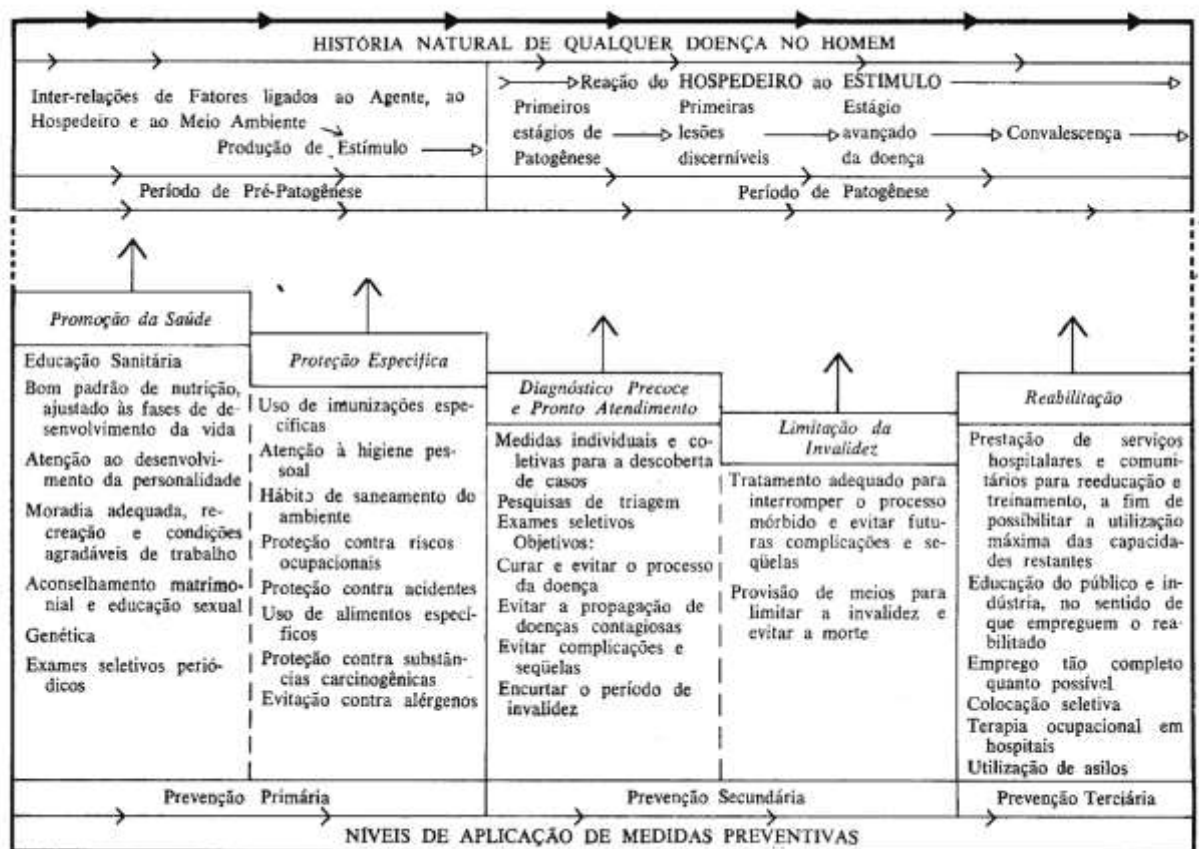 HISTÓRIA NATURAL DE QUALQUER DOENÇA NO HOMEM
Inter-relações de Fatores ligados ao Agente, ao
Hospedeiro e ao Meio Ambiente
Produção de Estímulo
Reação do HOSPEDEIRO ao ESTIMULO
Primeiros
estágios de
Patogênese
Primeiras
lesões
discerníveis
Estágio
avançado
da doença
Convalescença
Período de Pré-Patogênese
Período de Patogênese
Promoção da Saúde
Educação Sanitária
Bom padrão de nutrição,
ajustado às fases de de-
senvolvimento da vida
Atenção ao desenvolvi-
mento da personalidade
Moradia adequada, re-
creação e condições
agradáveis de trabalho
Aconselhamento matrimo-
nial e educação sexual
Genética
Exames seletivos perió-
dicos
Proteção Especifica
Uso de imunizações espe-
cíficas
Atenção à higiene pes-
soal
Hábito de saneamento do
ambiente
Proteção contra riscos
ocupacionais
Proteção contra acidentes
Uso de alimentos especí-
ficos
Proteção contra substân-
cias carcinogênicas
Evitação contra alérgenos
Diagnóstico Precoce
e Pronto Atendimento
Medidas individuais e co-
letivas para a descoberta
de casos
Pesquisas de triagem
Exames seletivos
Objetivos:
Curar e evitar o processo
da doença
Evitar a propagação de
doenças contagiosas
Evitar complicações e
seqüelas
Encurtar o período de
invalidez
Limitação da
Invalidez
Tratamento adequado para
interromper o processo
mórbido e evitar futu-
ras complicações e se-
qüelas
Provisão de meios para
limitar a invalidez e
evitar a morte
Reabilitação
Prestação de serviços
hospitalares e comuni-
tários para reeducação e
treinamento, a fim de
possibilitar a utilização
máxima das capacida-
des restantes
Educação do público e in-
dústria, no sentido de
que empreguem o rea-
bilitado
Emprego tão completo
quanto possível
Colocação seletiva
Terapia ocupacional em
hospitais
Utilização de asilos
Prevenção Primária
Prevenção Secundária
Prevenção Terciária
NÍVEIS DE APLICAÇÃO DE MEDIDAS PREVENTIVAS